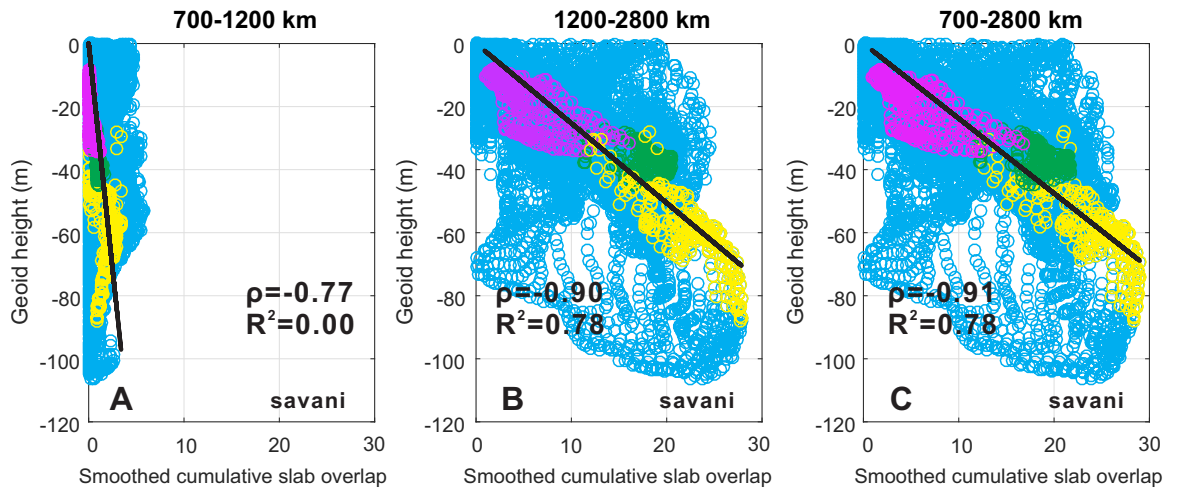 700-1200 km
1200-2800 km
700-2800 km
Geoid height (m)
0
-20
-40
-60
-80
-100
-120
ρ=-0.77
R²=0.00
A
savani
0
10
20
30
Smoothed cumulative slab overlap
Geoid height (m)
0
-20
-40
-60
-80
-100
-120
ρ=-0.90
R²=0.78
B
savani
0
10
20
30
Smoothed cumulative slab overlap
Geoid height (m)
0
-20
-40
-60
-80
-100
-120
ρ=-0.91
R²=0.78
C
savani
0
10
20
30
Smoothed cumulative slab overlap